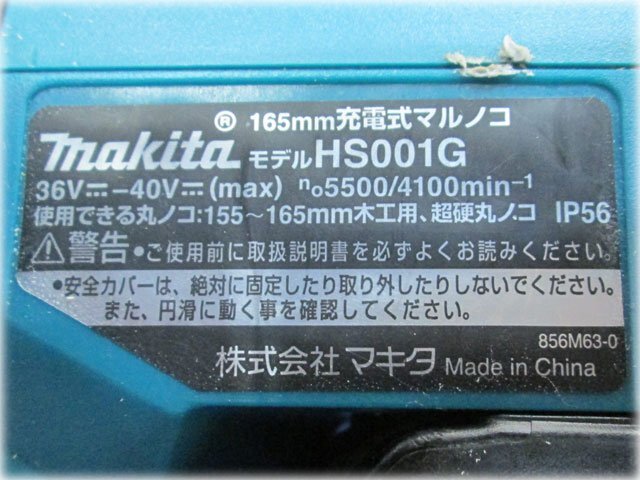 ® 165mm充電式マルノコ
makita モデルHS001G
36V⎓-40V⎓(max) n₀5500/4100min⁻¹
使用できる丸ノコ:155～165mm木工用、超硬丸ノコ IP56
⚠警告 ●ご使用前に取扱説明書を必ずよくお読みください。
●安全カバーは、絶対に固定したり取り外したりしないでください。
また、円滑に動く事を確認してください。
856M63-0
株式会社マキタ Made in China